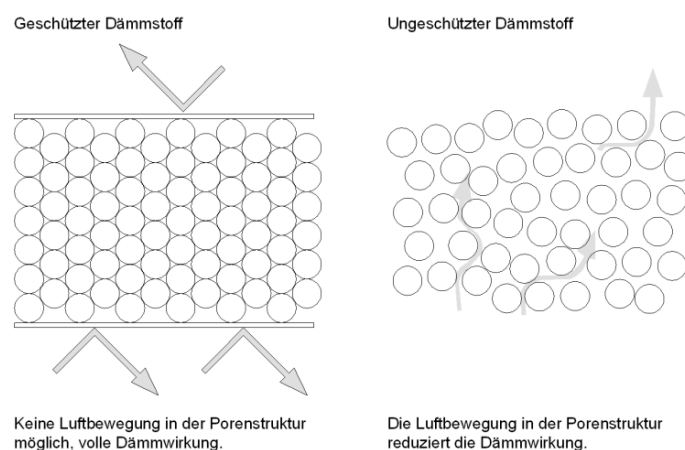 Geschützter Dämmstoff
Ungeschützter Dämmstoff
Keine Luftbewegung in der Porenstruktur
möglich, volle Dämmwirkung.
Die Luftbewegung in der Porenstruktur
reduziert die Dämmwirkung.